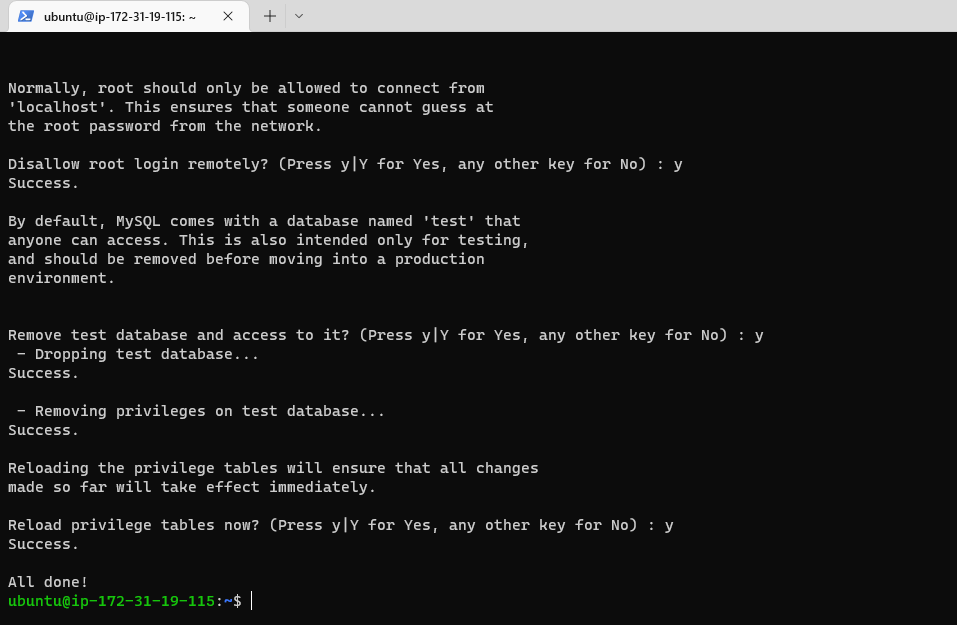 ubuntu@ip-172-31-19-115: ~
Normally, root should only be allowed to connect from
'localhost'. This ensures that someone cannot guess at
the root password from the network.
Disallow root login remotely? (Press y|Y for Yes, any other key for No) : y
Success.
By default, MySQL comes with a database named 'test' that
anyone can access. This is also intended only for testing,
and should be removed before moving into a production
environment.
Remove test database and access to it? (Press y|Y for Yes, any other key for No) : y
 - Dropping test database...
Success.
 - Removing privileges on test database...
Success.
Reloading the privilege tables will ensure that all changes
made so far will take effect immediately.
Reload privilege tables now? (Press y|Y for Yes, any other key for No) : y
Success.
All done!
ubuntu@ip-172-31-19-115:~$